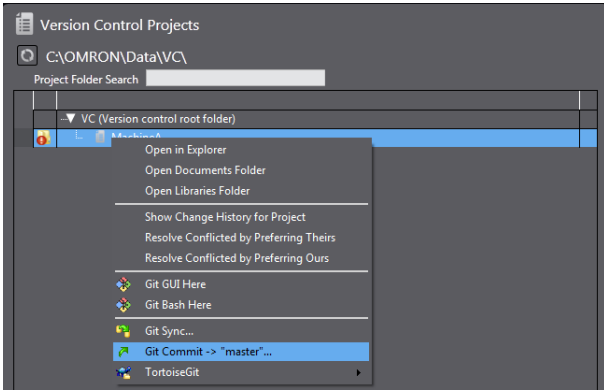 Version Control Projects
C:\OMRON\Data\VC\
Project Folder Search
VC (Version control root folder)
MachineA
Open in Explorer
Open Documents Folder
Open Libraries Folder
Show Change History for Project
Resolve Conflicted by Preferring Theirs
Resolve Conflicted by Preferring Ours
Git GUI Here
Git Bash Here
Git Sync...
Git Commit -> "master"...
TortoiseGit